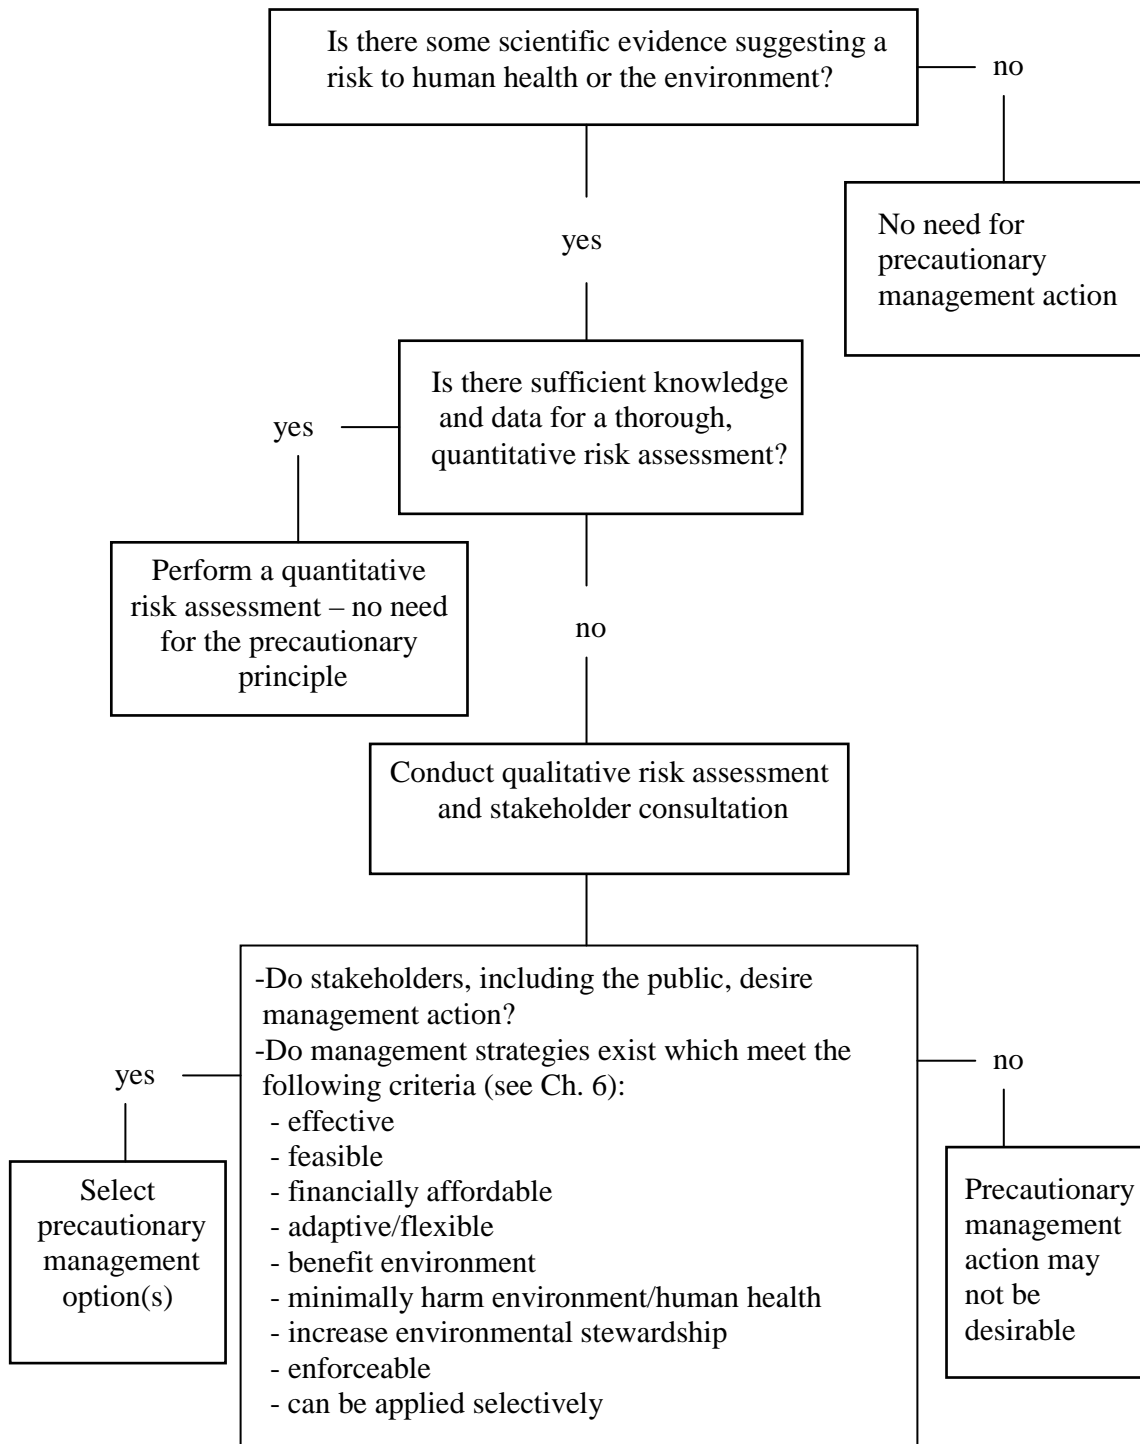 Is there some scientific evidence suggesting a
risk to human health or the environment?
no
No need for
precautionary
management action
yes
Is there sufficient knowledge
and data for a thorough,
quantitative risk assessment?
yes
Perform a quantitative
risk assessment – no need
for the precautionary
principle
no
Conduct qualitative risk assessment
and stakeholder consultation
-Do stakeholders, including the public, desire
management action?
-Do management strategies exist which meet the
following criteria (see Ch. 6):
- effective
- feasible
- financially affordable
- adaptive/flexible
- benefit environment
- minimally harm environment/human health
- increase environmental stewardship
- enforceable
- can be applied selectively
yes
Select
precautionary
management
option(s)
no
Precautionary
management
action may
not be
desirable